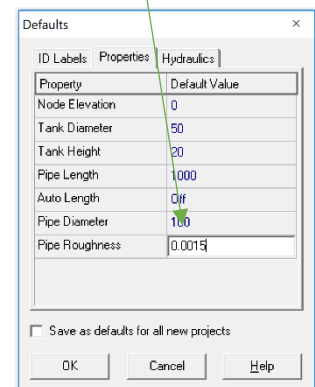 Defaults
ID Labels Properties Hydraulics
Property Default Value
Node Elevation 0
Tank Diameter 50
Tank Height 20
Pipe Length 1000
Auto Length Off
Pipe Diameter 100
Pipe Roughness 0.0015
Save as defaults for all new projects
OK Cancel Help